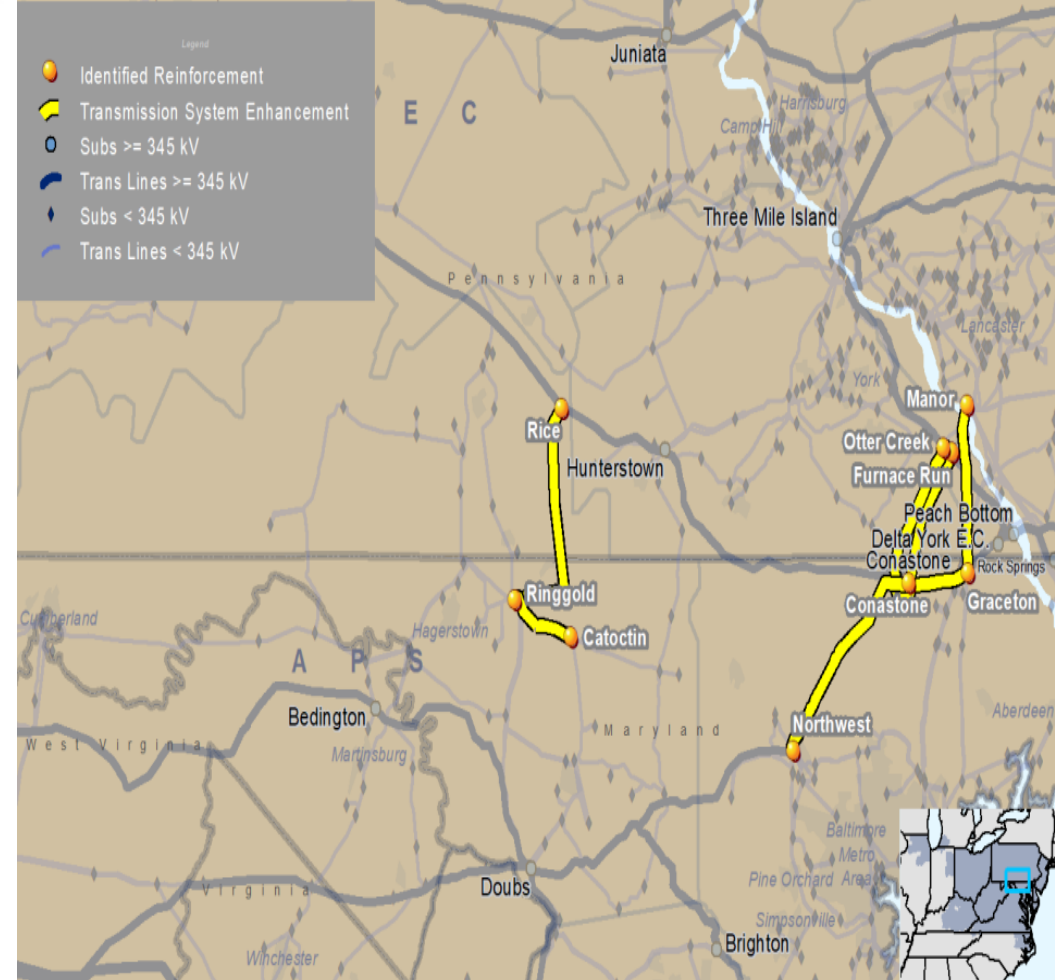 Legend
Identified Reinforcement
Transmission System Enhancement
Subs >= 345 kV
Trans Lines >= 345 kV
Subs < 345 kV
Trans Lines < 345 kV
Juniata
E C
Harrisburg
Camp Hill
Three Mile Island
Pennsylvania
Lancaster
York
Manor
Rice
Otter Creek
Hunterstown
Furnace Run
Peach Bottom
Delta York E.C.
Conastone
Rock Springs
Ringgold
Conastone
Graceton
Cumberland
Hagerstown
Catoctin
A P S
Bedington
Northwest
Aberdeen
Maryland
West Virginia
Martinsburg
Baltimore
Metro
Area
Pine Orchard
Doubs
Virginia
Simpsonville
Brighton
Winchester